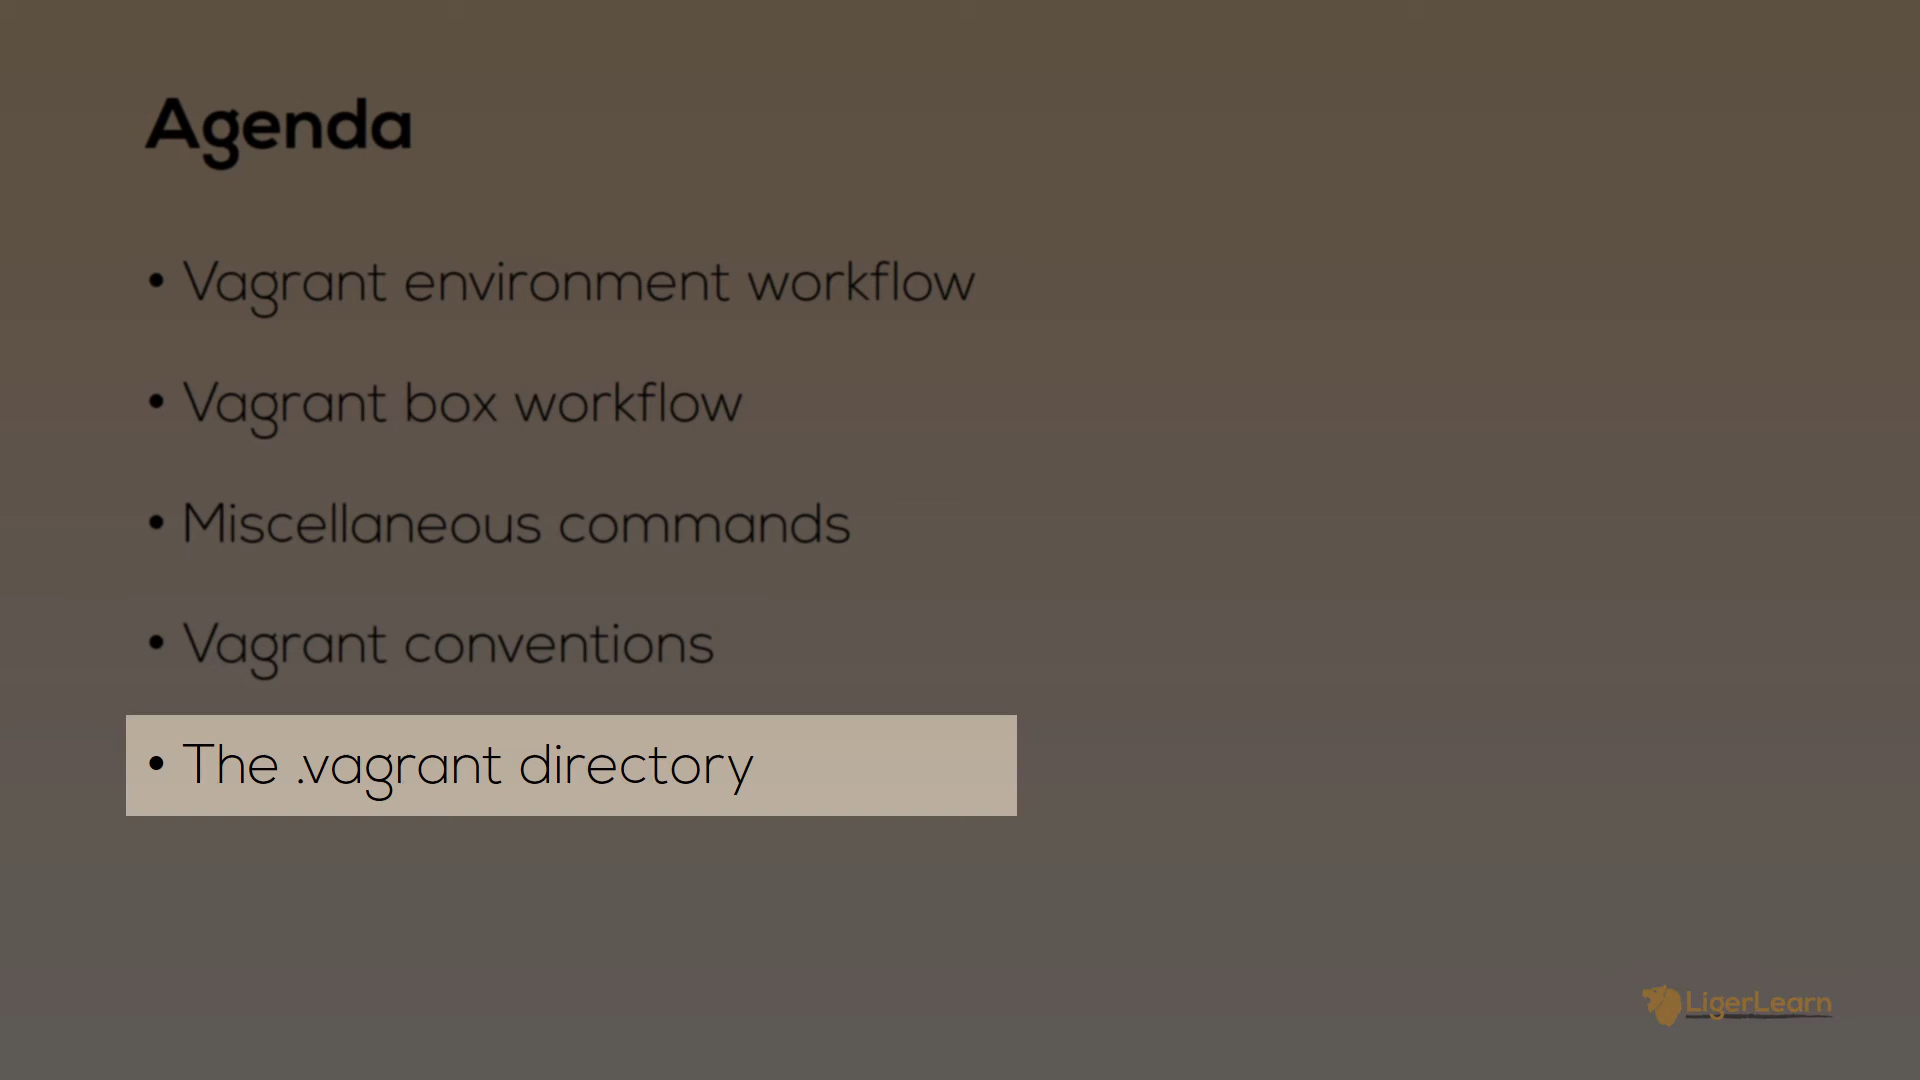 Agenda
• Vagrant environment workflow
• Vagrant box workflow
• Miscellaneous commands
• Vagrant conventions
• The .vagrant directory
LigerLearn